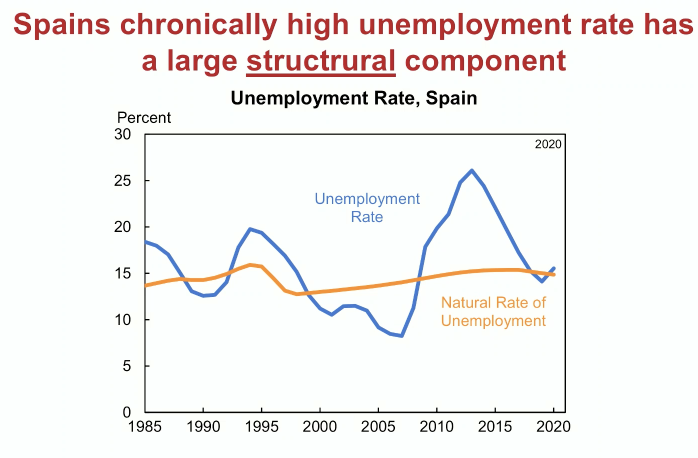 Spains chronically high unemployment rate has
a large structrural component
Unemployment Rate, Spain
Percent
30
2020
25
Unemployment
Rate
20
15
Natural Rate of
Unemployment
10
5
0
1985 1990 1995 2000 2005 2010 2015 2020